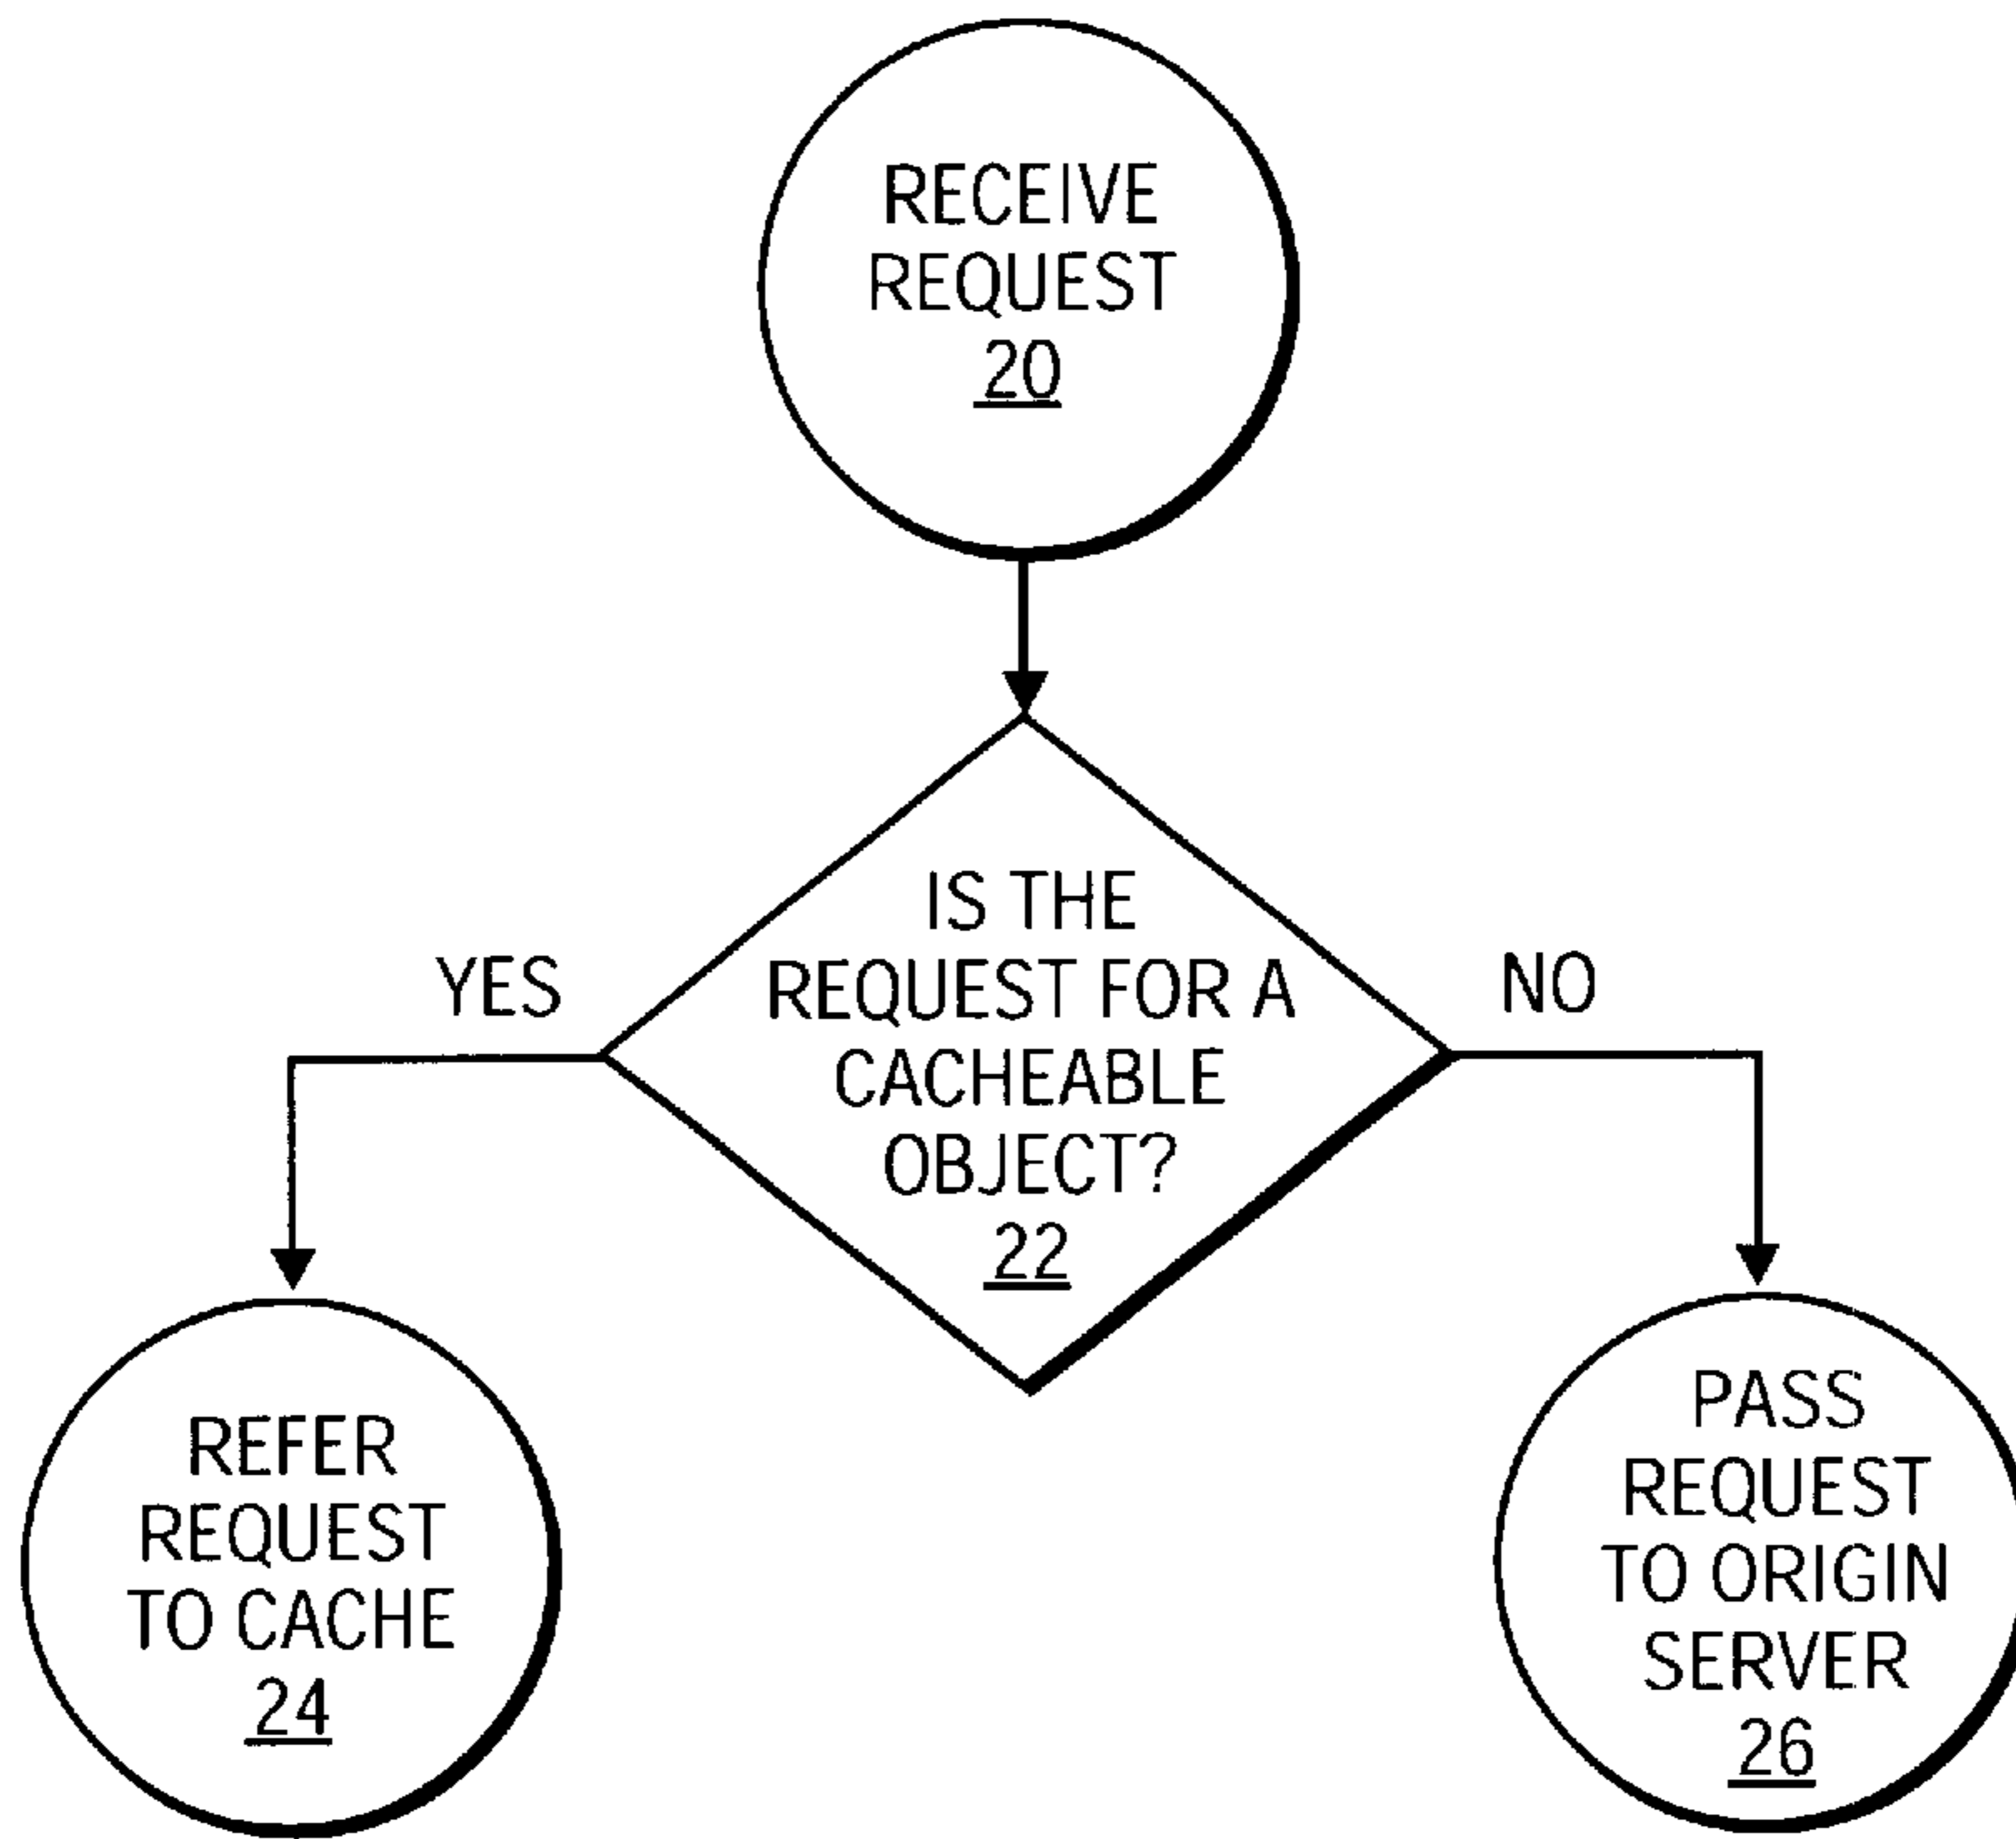 RECEIVE
REQUEST
20
IS THE
REQUEST FOR A
CACHEABLE
OBJECT?
22
YES
NO
REFER
REQUEST
TO CACHE
24
PASS
REQUEST
TO ORIGIN
SERVER
26